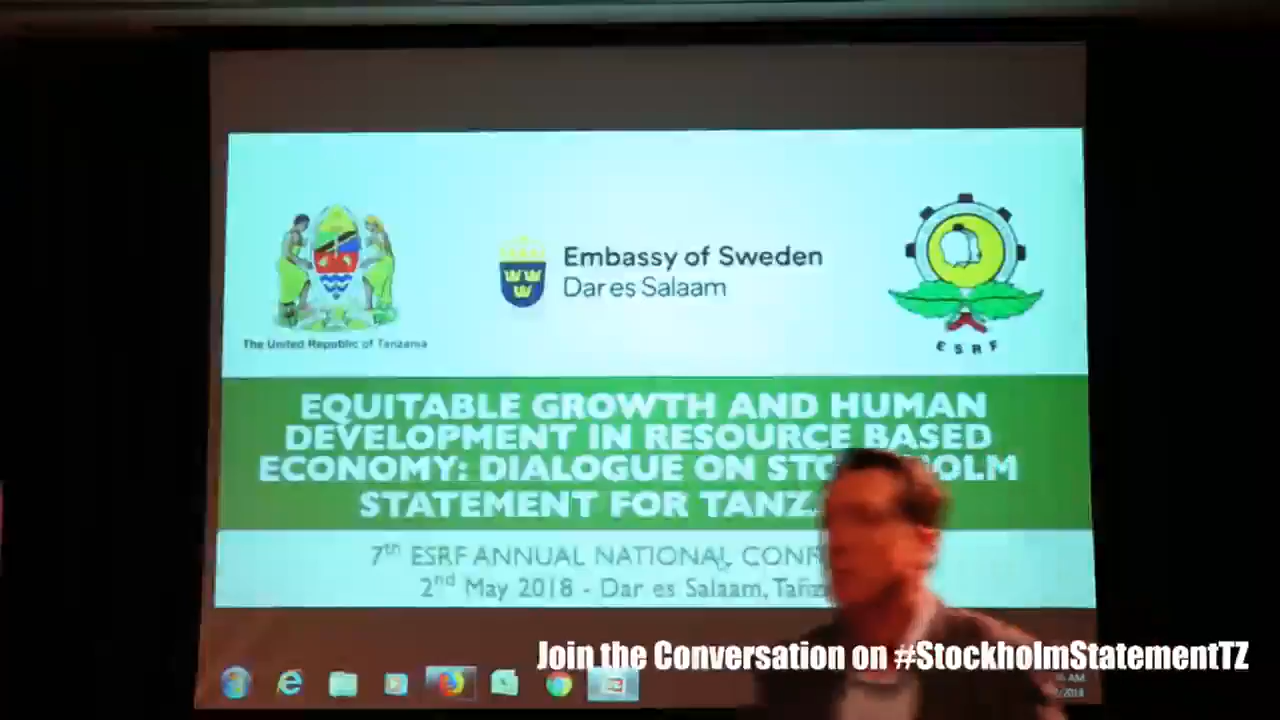 The United Republic of Tanzania
Embassy of Sweden
Dar es Salaam
ESRF
EQUITABLE GROWTH AND HUMAN
DEVELOPMENT IN RESOURCE BASED
ECONOMY: DIALOGUE ON
STATEMENT FOR
7th ESRF ANNUAL NATIONAL
2nd May 2018 - Dar es Salaam,
Join the Conversation on #StockholmStatementTZ
AM